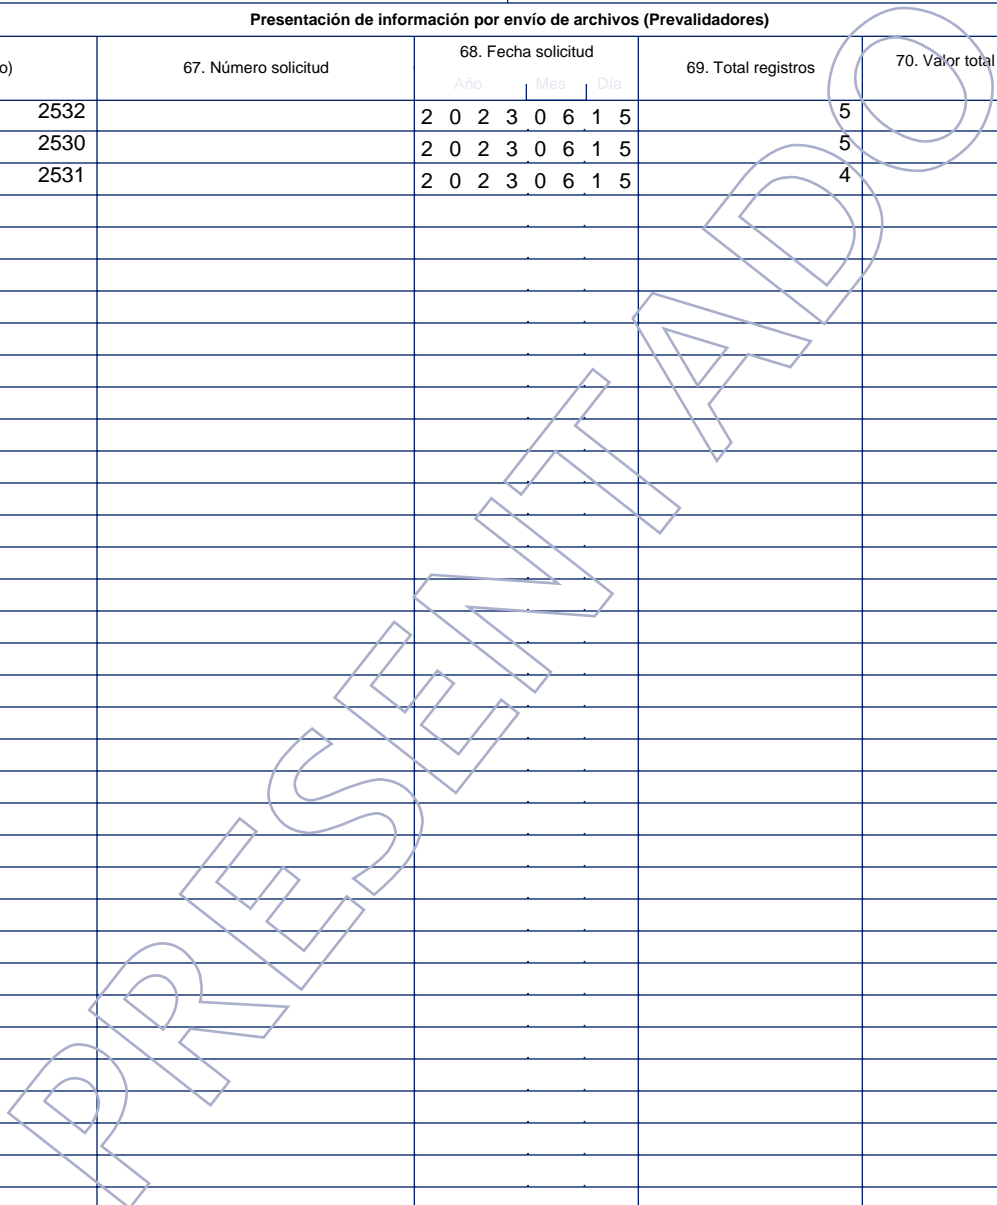 Presentación de información por envío de archivos (Prevalidadores)
o) 67. Número solicitud 68. Fecha solicitud 69. Total registros 70. Valor total
Año Mes Día
2532 2 0 2 3 0 6 1 5 5
2530 2 0 2 3 0 6 1 5 5
2531 2 0 2 3 0 6 1 5 4
PRESENTADO